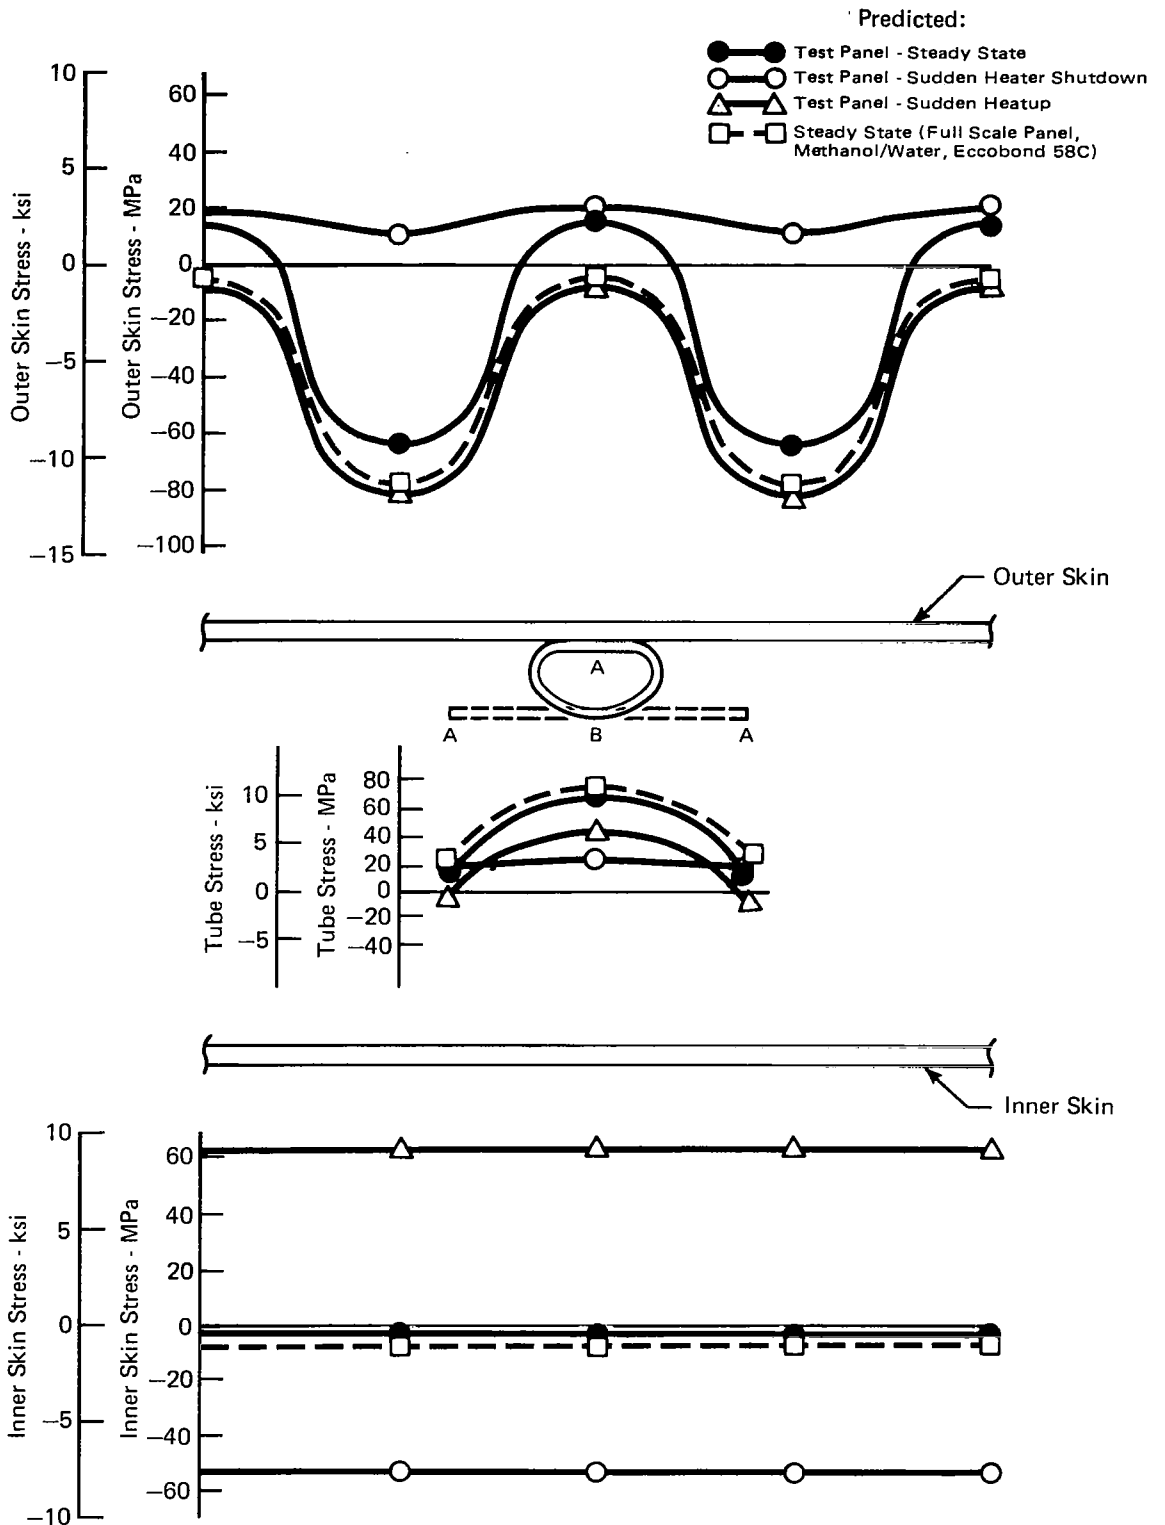 Predicted:
Test Panel - Steady State
Test Panel - Sudden Heater Shutdown
Test Panel - Sudden Heatup
Steady State (Full Scale Panel,
Methanol/Water, Eccobond 58C)
Outer Skin Stress - ksi
10
5
0
−5
−10
−15
Outer Skin Stress - MPa
60
40
20
0
−20
−40
−60
−80
−100
Outer Skin
A
A
B
A
Tube Stress - ksi
10
5
0
−5
Tube Stress - MPa
80
60
40
20
0
−20
−40
Inner Skin
Inner Skin Stress - ksi
10
5
0
−5
−10
Inner Skin Stress - MPa
60
40
20
0
−20
−40
−60